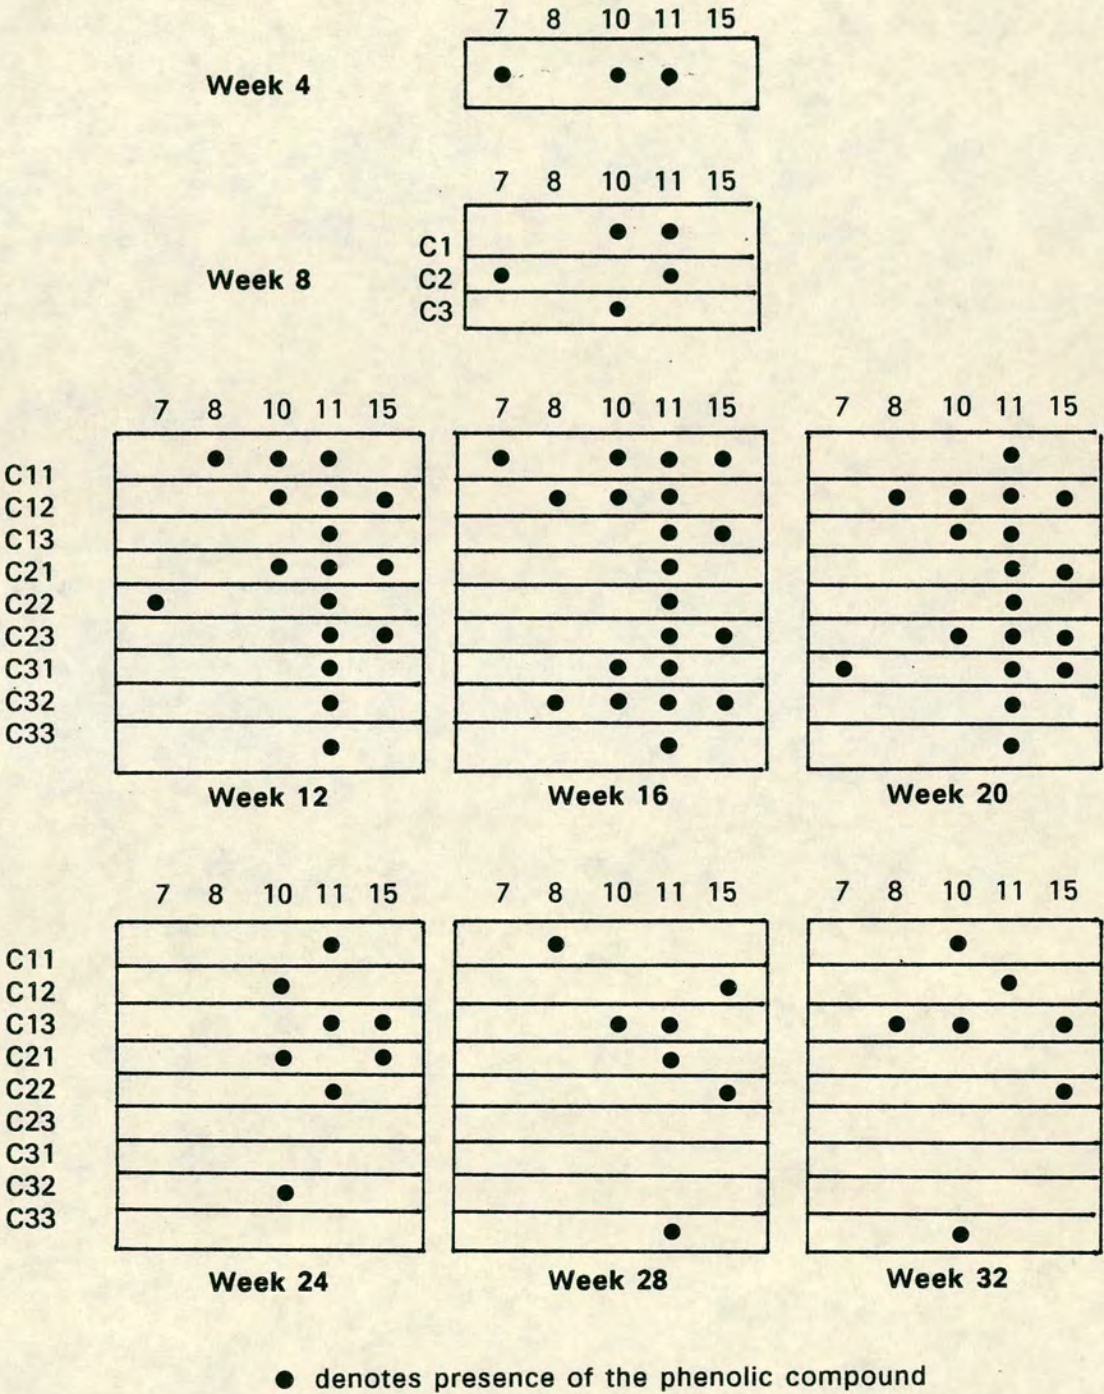 7 8 10 11 15
Week 4
7 8 10 11 15
C1
Week 8
C2
C3
7 8 10 11 15
7 8 10 11 15
7 8 10 11 15
C11
C12
C13
C21
C22
C23
C31
C32
C33
Week 12
Week 16
Week 20
7 8 10 11 15
7 8 10 11 15
7 8 10 11 15
C11
C12
C13
C21
C22
C23
C31
C32
C33
Week 24
Week 28
Week 32
● denotes presence of the phenolic compound